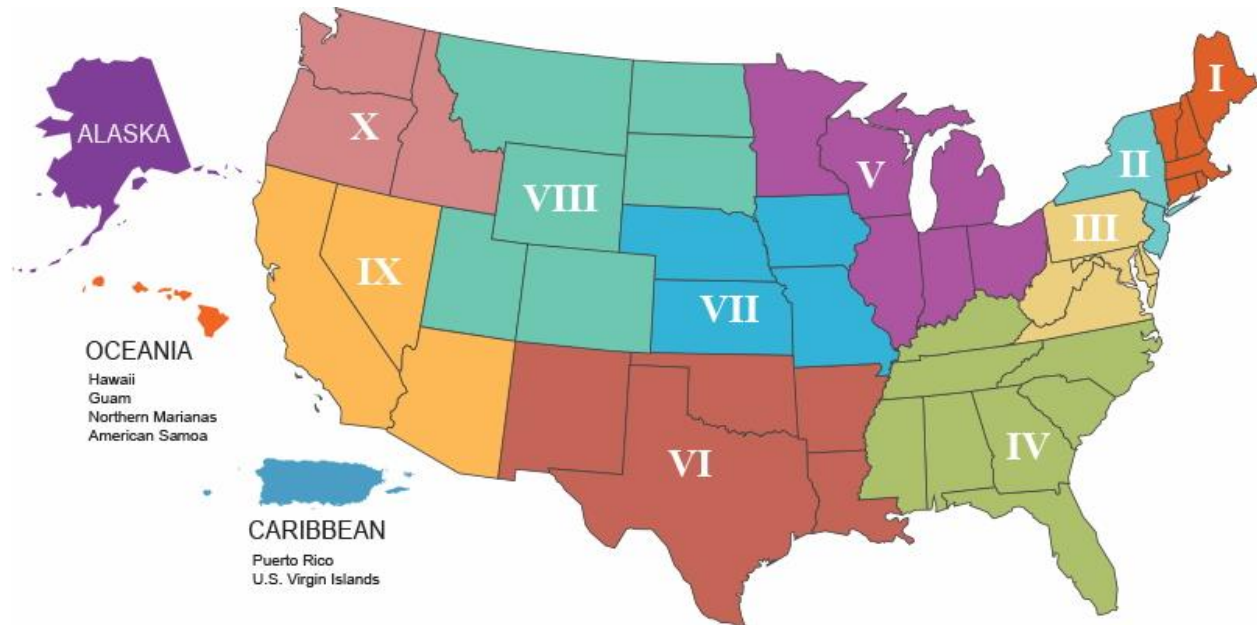 I
X
ALASKA
V
II
VIII
III
IX
VII
OCEANIA
Hawaii
Guam
Northern Marianas
American Samoa
IV
VI
CARIBBEAN
Puerto Rico
U.S. Virgin Islands